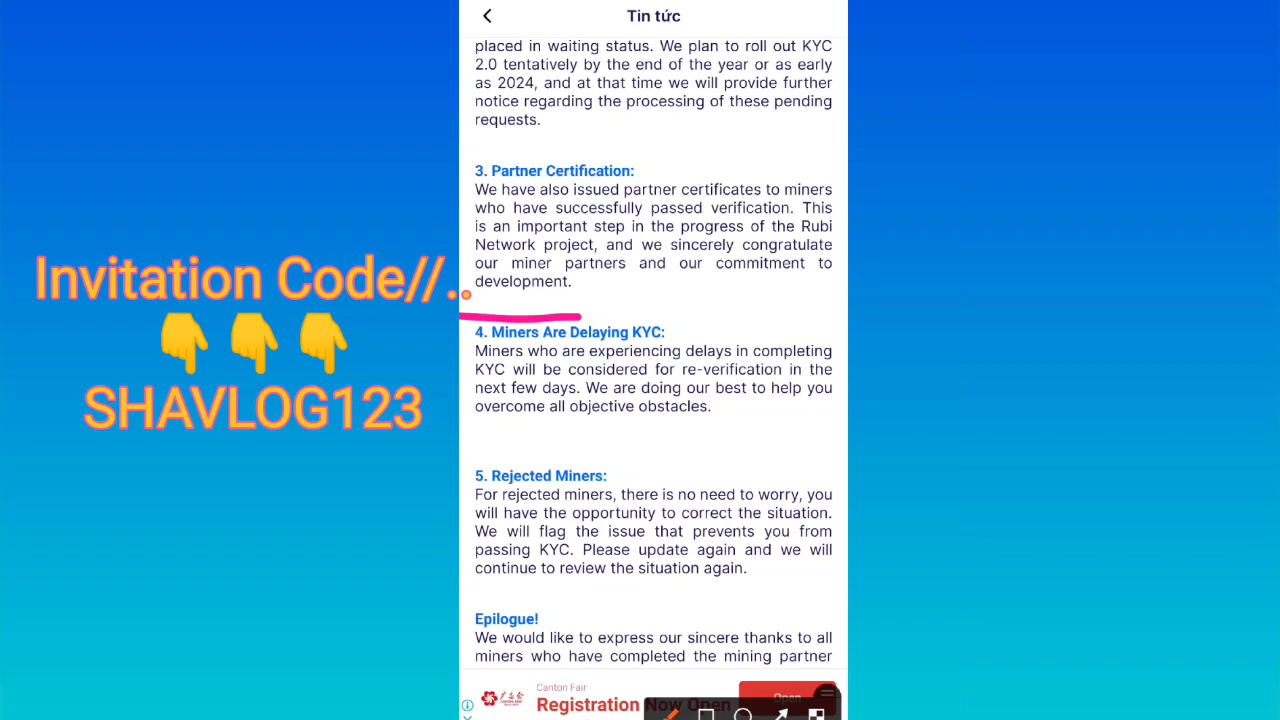 Tin tức
placed in waiting status. We plan to roll out KYC
2.0 tentatively by the end of the year or as early
as 2024, and at that time we will provide further
notice regarding the processing of these pending
requests.
3. Partner Certification:
We have also issued partner certificates to miners
who have successfully passed verification. This
is an important step in the progress of the Rubi
Network project, and we sincerely congratulate
our miner partners and our commitment to
development.
Invitation Code//..
SHAVLOG123
4. Miners Are Delaying KYC:
Miners who are experiencing delays in completing
KYC will be considered for re-verification in the
next few days. We are doing our best to help you
overcome all objective obstacles.
5. Rejected Miners:
For rejected miners, there is no need to worry, you
will have the opportunity to correct the situation.
We will flag the issue that prevents you from
passing KYC. Please update again and we will
continue to review the situation again.
Epilogue!
We would like to express our sincere thanks to all
miners who have completed the mining partner
Canton Fair
Registration Now Open
Open